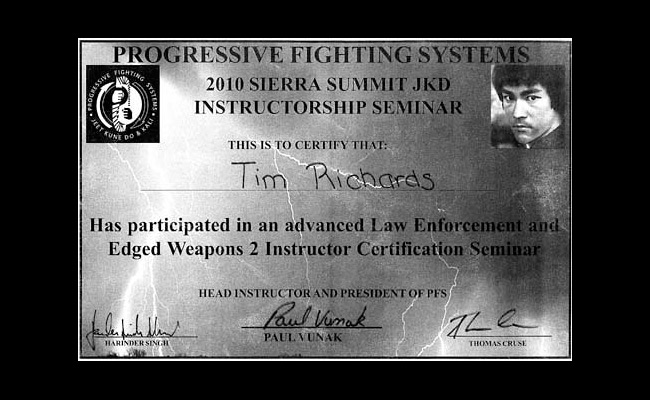 PROGRESSIVE FIGHTING SYSTEMS
PROGRESSIVE FIGHTING SYSTEMS
JEET KUNE DO & KALI
2010 SIERRA SUMMIT JKD
INSTRUCTORSHIP SEMINAR
THIS IS TO CERTIFY THAT:
Tim Richards
Has participated in an advanced Law Enforcement and
Edged Weapons 2 Instructor Certification Seminar
HEAD INSTRUCTOR AND PRESIDENT OF PFS
Paul Vunak
HARINDER SINGH
PAUL VUNAK
THOMAS CRUSE